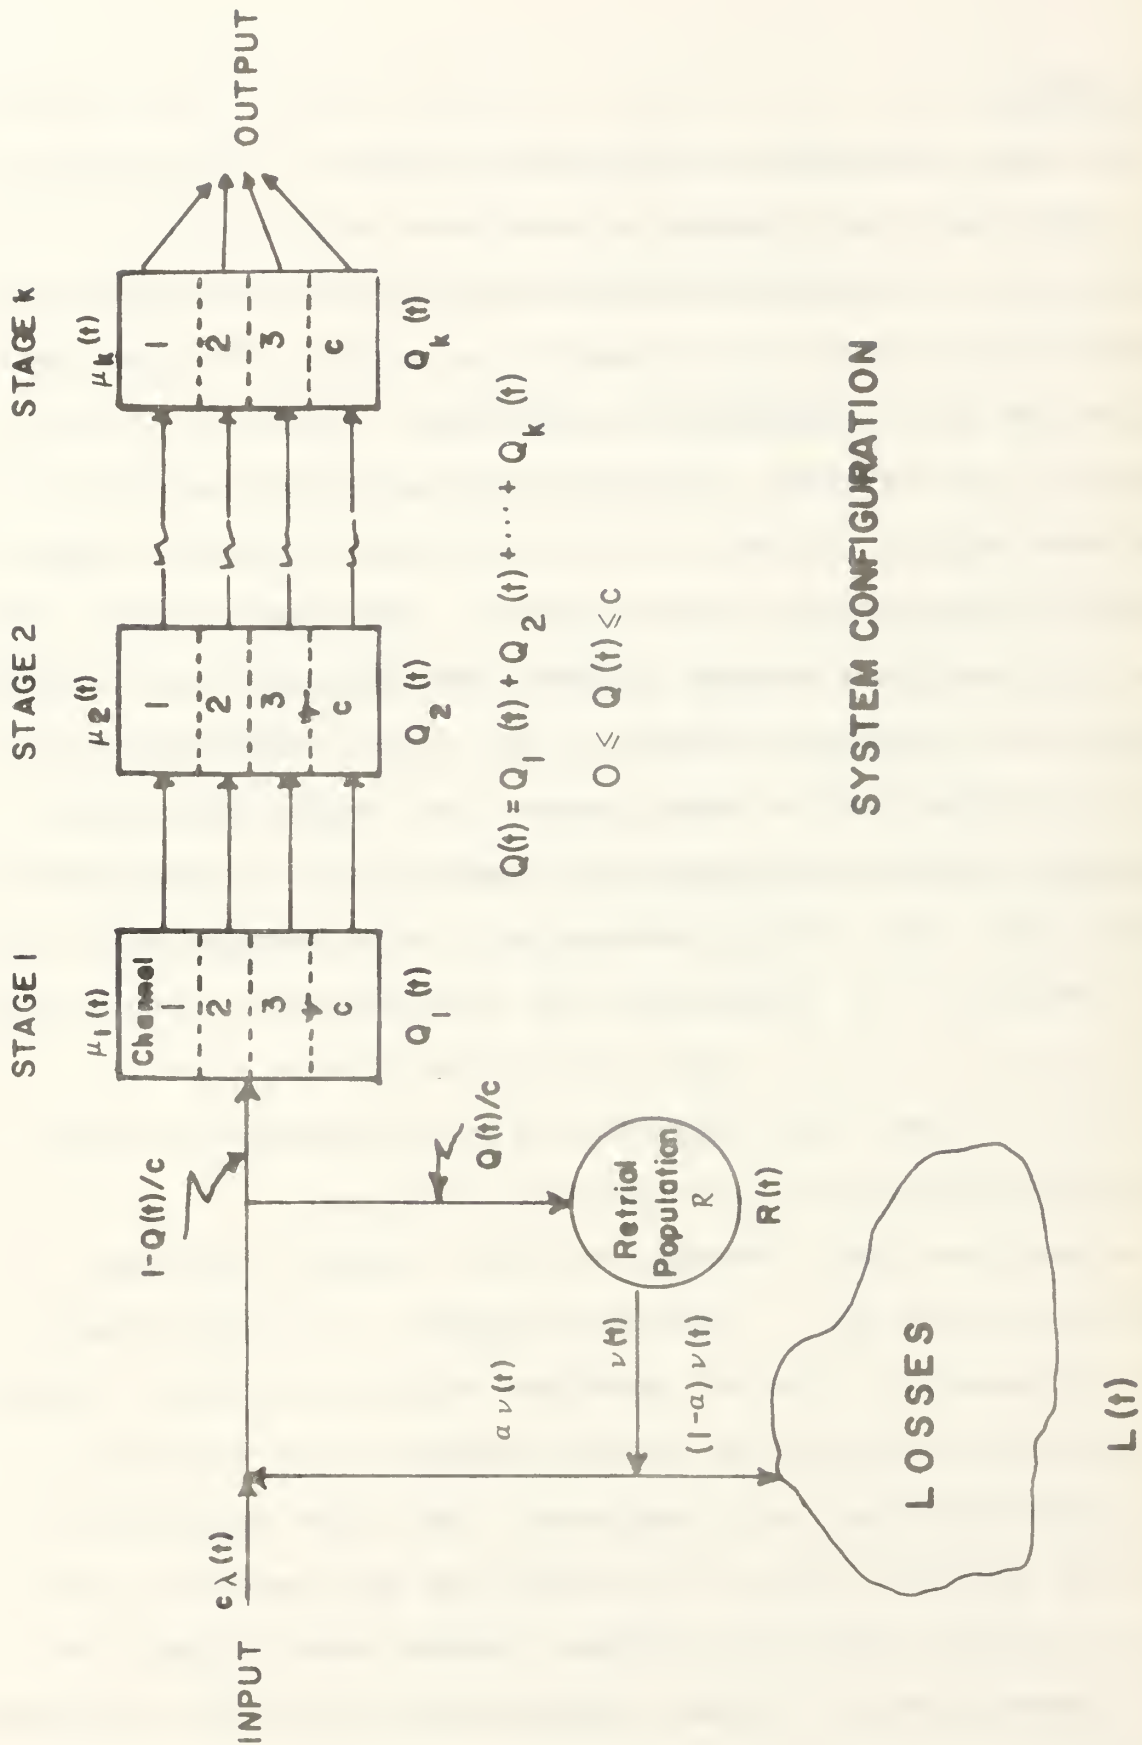 STAGE 1
STAGE 2
STAGE k
μ1(t)
μ2(t)
μk(t)
Channel
1
2
3
c
1
2
3
c
1
2
3
c
OUTPUT
Q1(t)
Q2(t)
Qk(t)
1-Q(t)/c
INPUT
cλ(t)
Q(t)/c
Q(t) = Q1(t) + Q2(t) + ··· + Qk(t)
0 ≤ Q(t) ≤ c
aν(t)
ν(t)
(1-a)ν(t)
Retrial
Population
R
R(t)
LOSSES
L(t)
SYSTEM CONFIGURATION